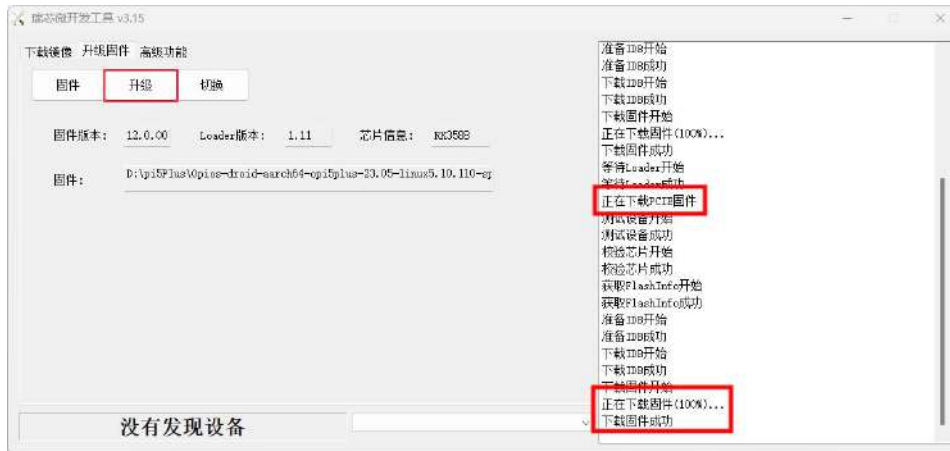 瑞芯微开发工具 v3.15
下载镜像 升级固件 高级功能
固件 升级 切换
固件版本: 12.0.00 Loader版本: 1.11 芯片信息: RK3588
固件: D:\pi5Plus\Opios-droid-aarch64-opi5plus-23.05-linux5.10.110-sp
没有发现设备
准备IDB开始
准备IDB成功
下载IDB开始
下载IDB成功
下载固件开始
正在下载固件(100%)...
下载固件成功
等待Loader开始
等待Loader成功
正在下载PCIE固件
测试设备开始
测试设备成功
校验芯片开始
校验芯片成功
获取FlashInfo开始
获取FlashInfo成功
准备IDB开始
准备IDB成功
下载IDB开始
下载IDB成功
下载固件开始
正在下载固件(100%)...
下载固件成功